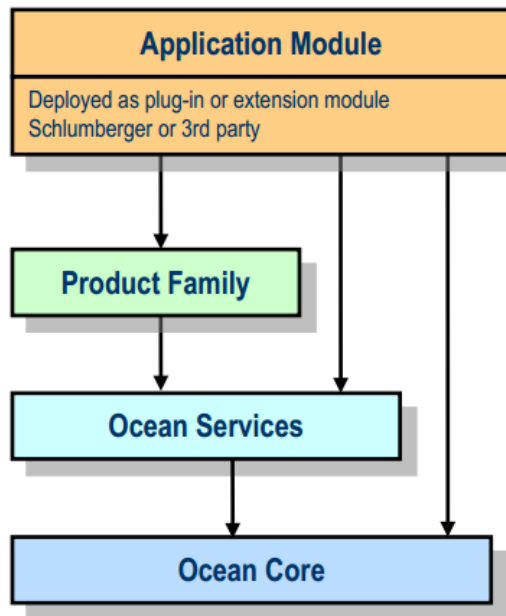 Application Module
Deployed as plug-in or extension module
Schlumberger or 3rd party
Product Family
Ocean Services
Ocean Core